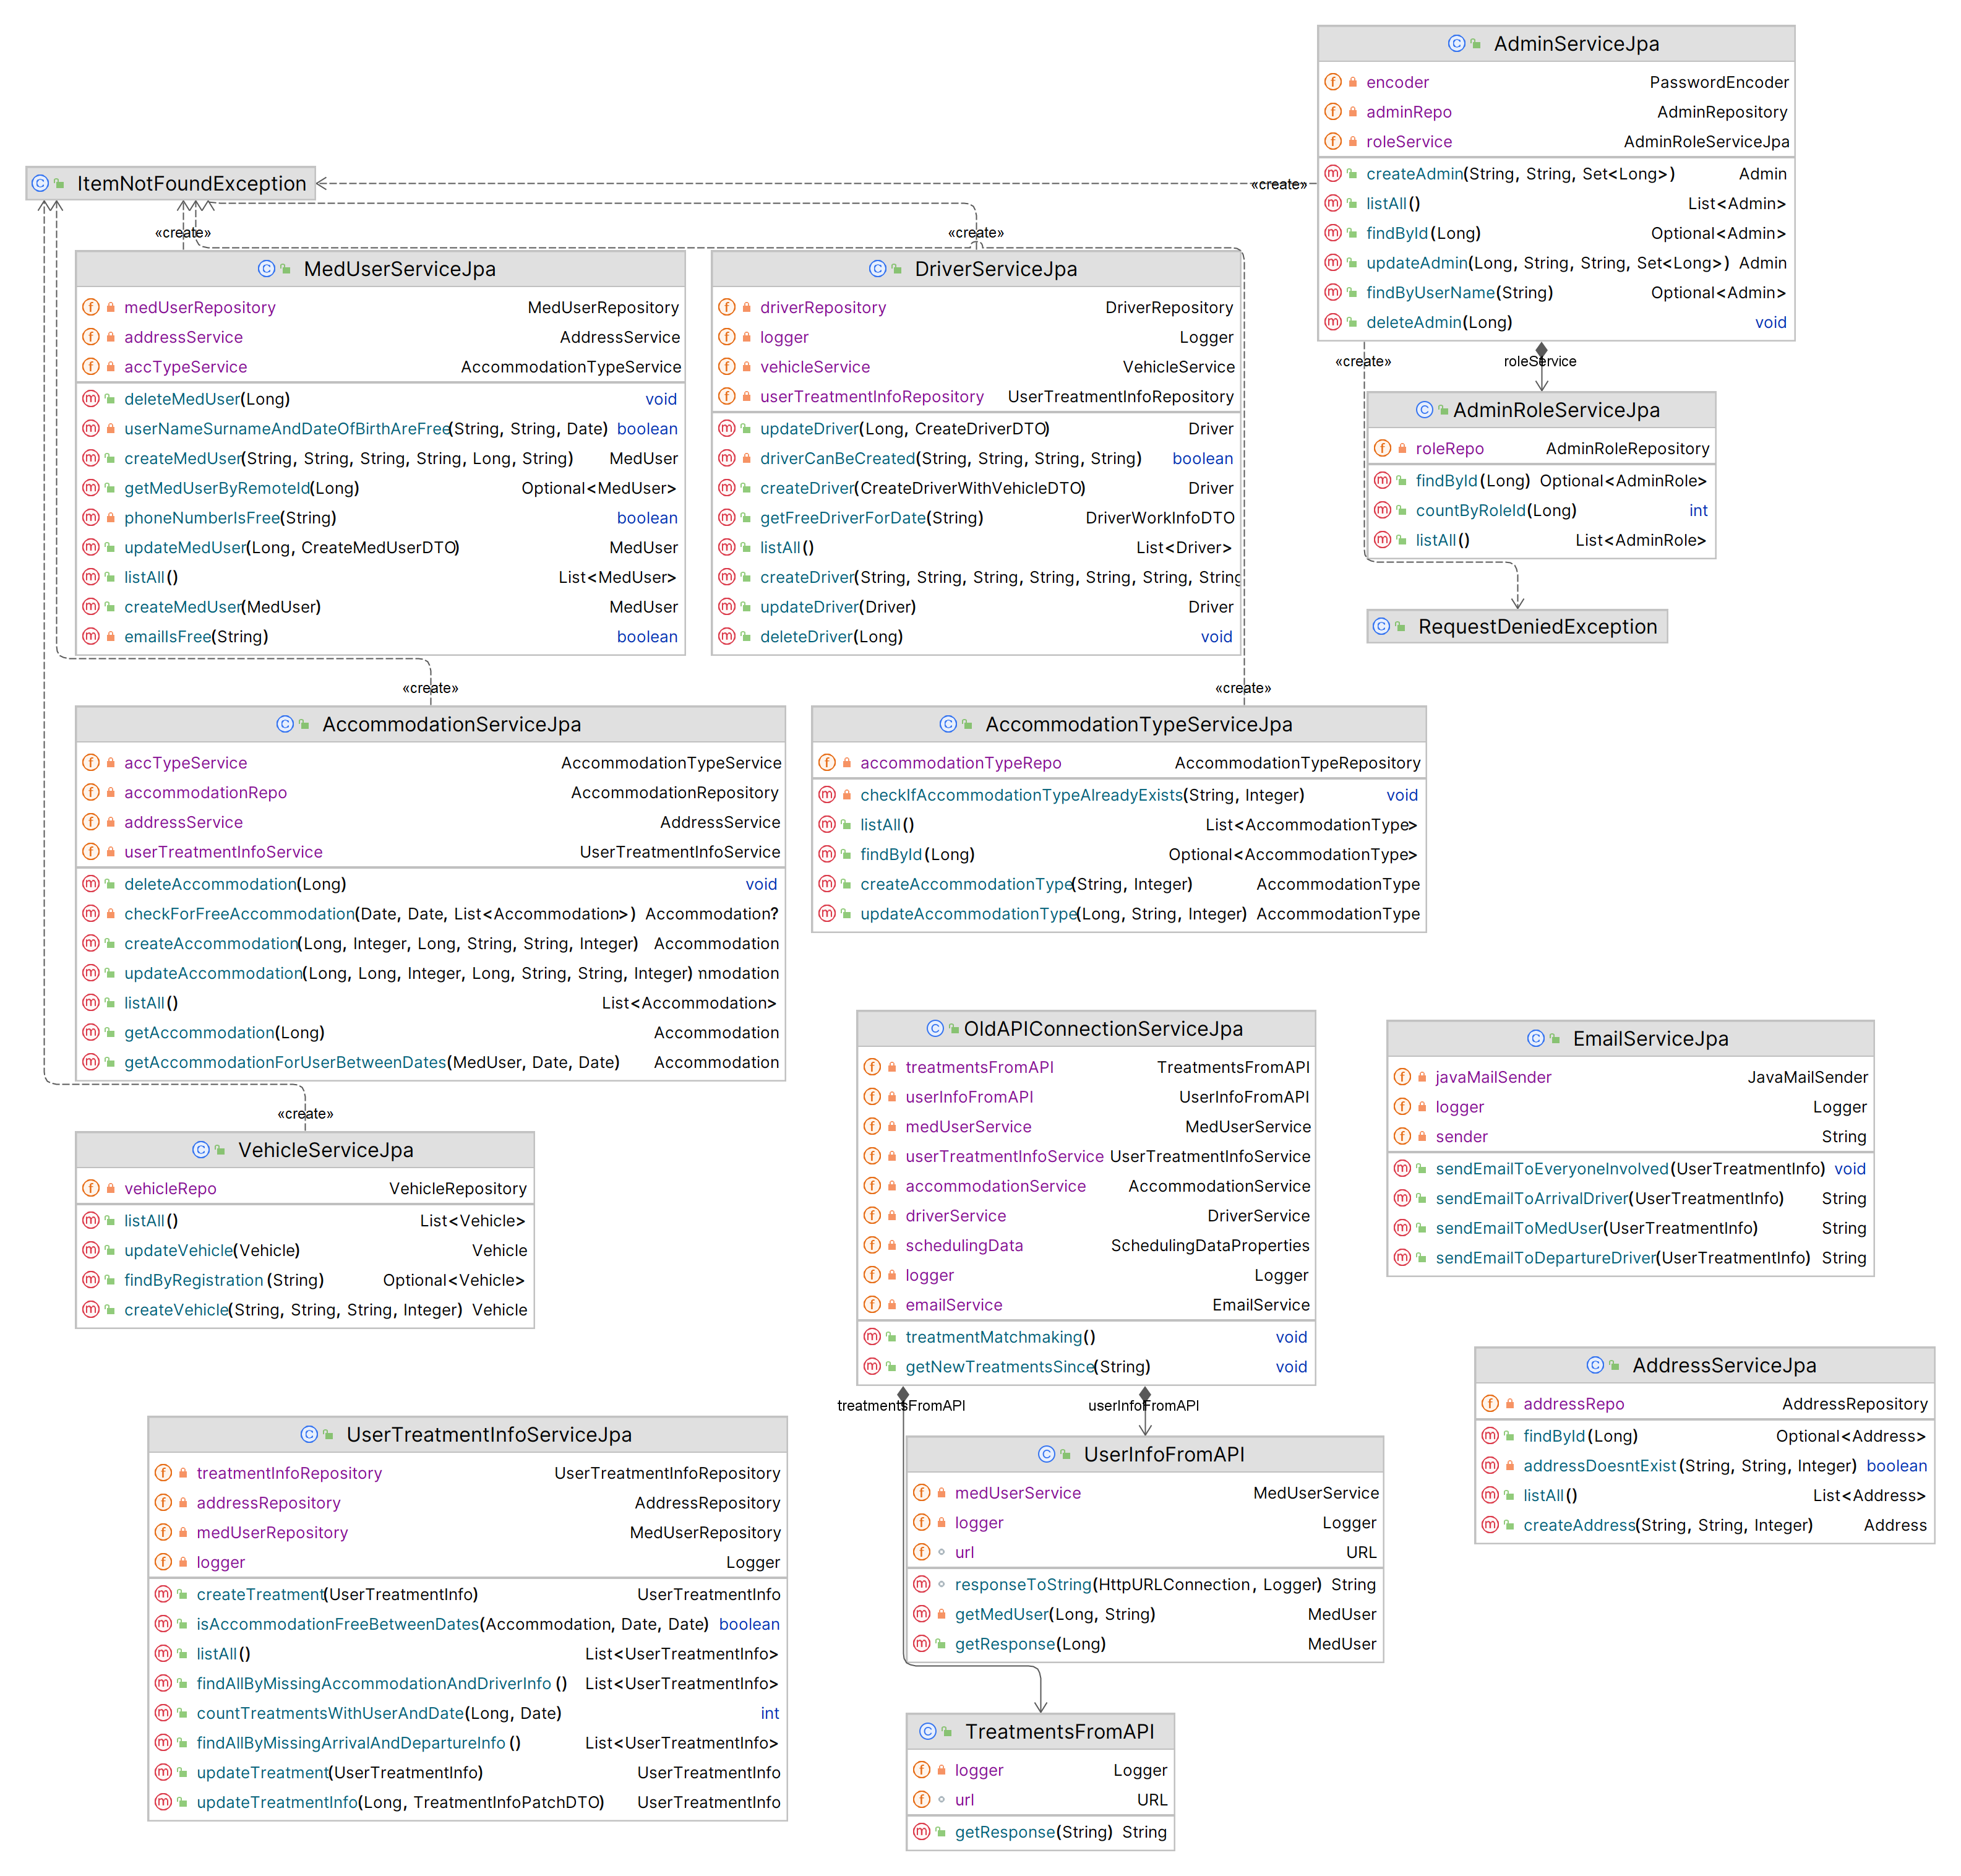 AdminServiceJpa
encoder PasswordEncoder
adminRepo AdminRepository
roleService AdminRoleServiceJpa
createAdmin(String, String, Set<Long>) Admin
listAll() List<Admin>
findById(Long) Optional<Admin>
updateAdmin(Long, String, String, Set<Long>) Admin
findByUserName(String) Optional<Admin>
deleteAdmin(Long) void
ItemNotFoundException
«create»
«create»
«create»
«create»
roleService
MedUserServiceJpa
medUserRepository MedUserRepository
addressService AddressService
accTypeService AccommodationTypeService
deleteMedUser(Long) void
userNameSurnameAndDateOfBirthAreFree(String, String, Date) boolean
createMedUser(String, String, String, String, Long, String) MedUser
getMedUserByRemoteId(Long) Optional<MedUser>
phoneNumberIsFree(String) boolean
updateMedUser(Long, CreateMedUserDTO) MedUser
listAll() List<MedUser>
createMedUser(MedUser) MedUser
emailIsFree(String) boolean
DriverServiceJpa
driverRepository DriverRepository
logger Logger
vehicleService VehicleService
userTreatmentInfoRepository UserTreatmentInfoRepository
updateDriver(Long, CreateDriverDTO) Driver
driverCanBeCreated(String, String, String, String) boolean
createDriver(CreateDriverWithVehicleDTO) Driver
getFreeDriverForDate(String) DriverWorkInfoDTO
listAll() List<Driver>
createDriver(String, String, String, String, String, String, String
updateDriver(Driver) Driver
deleteDriver(Long) void
AdminRoleServiceJpa
roleRepo AdminRoleRepository
findById(Long) Optional<AdminRole>
countByRoleId(Long) int
listAll() List<AdminRole>
RequestDeniedException
«create»
«create»
AccommodationServiceJpa
accTypeService AccommodationTypeService
accommodationRepo AccommodationRepository
addressService AddressService
userTreatmentInfoService UserTreatmentInfoService
deleteAccommodation(Long) void
checkForFreeAccommodation(Date, Date, List<Accommodation>) Accommodation?
createAccommodation(Long, Integer, Long, String, String, Integer) Accommodation
updateAccommodation(Long, Long, Integer, Long, String, String, Integer) nmodation
listAll() List<Accommodation>
getAccommodation(Long) Accommodation
getAccommodationForUserBetweenDates(MedUser, Date, Date) Accommodation
AccommodationTypeServiceJpa
accommodationTypeRepo AccommodationTypeRepository
checkIfAccommodationTypeAlreadyExists(String, Integer) void
listAll() List<AccommodationType>
findById(Long) Optional<AccommodationType>
createAccommodationType(String, Integer) AccommodationType
updateAccommodationType(Long, String, Integer) AccommodationType
«create»
VehicleServiceJpa
vehicleRepo VehicleRepository
listAll() List<Vehicle>
updateVehicle(Vehicle) Vehicle
findByRegistration(String) Optional<Vehicle>
createVehicle(String, String, String, Integer) Vehicle
OldAPIConnectionServiceJpa
treatmentsFromAPI TreatmentsFromAPI
userInfoFromAPI UserInfoFromAPI
medUserService MedUserService
userTreatmentInfoService UserTreatmentInfoService
accommodationService AccommodationService
driverService DriverService
schedulingData SchedulingDataProperties
logger Logger
emailService EmailService
treatmentMatchmaking() void
getNewTreatmentsSince(String) void
EmailServiceJpa
javaMailSender JavaMailSender
logger Logger
sender String
sendEmailToEveryoneInvolved(UserTreatmentInfo) void
sendEmailToArrivalDriver(UserTreatmentInfo) String
sendEmailToMedUser(UserTreatmentInfo) String
sendEmailToDepartureDriver(UserTreatmentInfo) String
treatmentsFromAPI
userInfoFromAPI
AddressServiceJpa
addressRepo AddressRepository
findById(Long) Optional<Address>
addressDoesntExist(String, String, Integer) boolean
listAll() List<Address>
createAddress(String, String, Integer) Address
UserTreatmentInfoServiceJpa
treatmentInfoRepository UserTreatmentInfoRepository
addressRepository AddressRepository
medUserRepository MedUserRepository
logger Logger
createTreatment(UserTreatmentInfo) UserTreatmentInfo
isAccommodationFreeBetweenDates(Accommodation, Date, Date) boolean
listAll() List<UserTreatmentInfo>
findAllByMissingAccommodationAndDriverInfo() List<UserTreatmentInfo>
countTreatmentsWithUserAndDate(Long, Date) int
findAllByMissingArrivalAndDepartureInfo() List<UserTreatmentInfo>
updateTreatment(UserTreatmentInfo) UserTreatmentInfo
updateTreatmentInfo(Long, TreatmentInfoPatchDTO) UserTreatmentInfo
UserInfoFromAPI
medUserService MedUserService
logger Logger
url URL
responseToString(HttpURLConnection, Logger) String
getMedUser(Long, String) MedUser
getResponse(Long) MedUser
TreatmentsFromAPI
logger Logger
url URL
getResponse(String) String